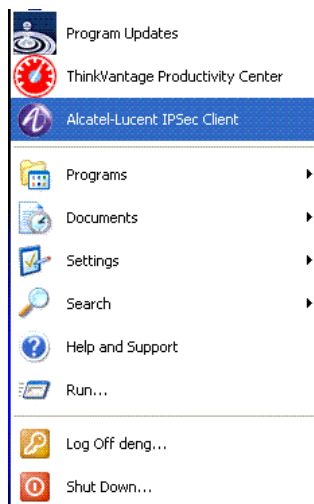 Program Updates
ThinkVantage Productivity Center
Alcatel-Lucent IPSec Client
Programs
Documents
Settings
Search
Help and Support
Run...
Log Off deng...
Shut Down...